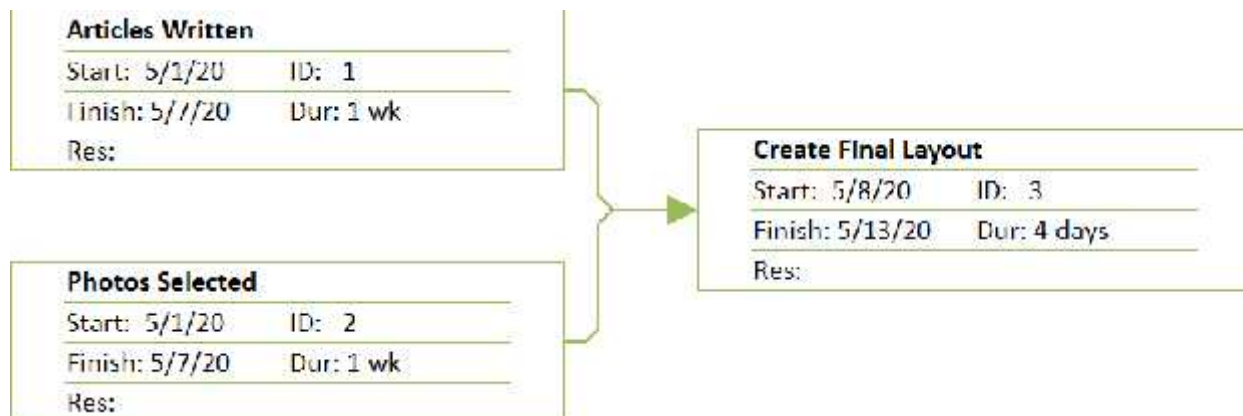 Articles Written
Start: 5/1/20 ID: 1
Finish: 5/7/20 Dur: 1 wk
Res:
Create Final Layout
Start: 5/8/20 ID: 3
Finish: 5/13/20 Dur: 4 days
Res:
Photos Selected
Start: 5/1/20 ID: 2
Finish: 5/7/20 Dur: 1 wk
Res: